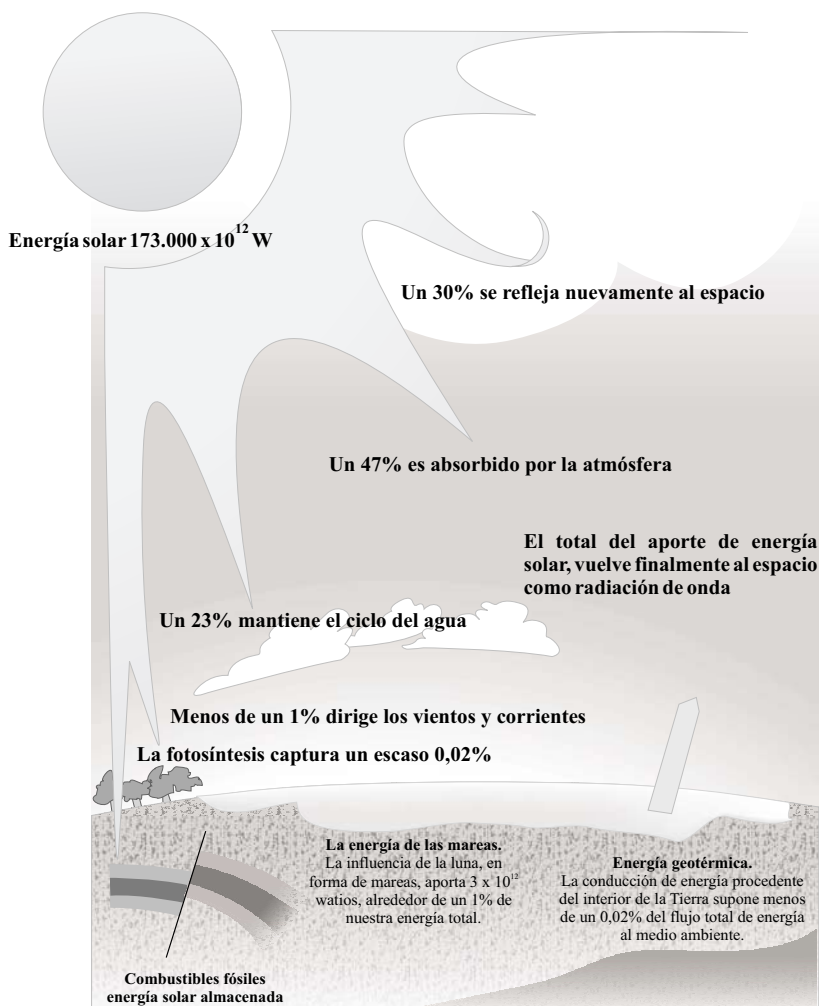 Energía solar 173.000 x 10¹² W
Un 30% se refleja nuevamente al espacio
Un 47% es absorbido por la atmósfera
El total del aporte de energía
solar, vuelve finalmente al espacio
como radiación de onda
Un 23% mantiene el ciclo del agua
Menos de un 1% dirige los vientos y corrientes
La fotosíntesis captura un escaso 0,02%
La energía de las mareas.
La influencia de la luna, en
forma de mareas, aporta 3 x 10¹²
watios, alrededor de un 1% de
nuestra energía total.
Energía geotérmica.
La conducción de energía procedente
del interior de la Tierra supone menos
de un 0,02% del flujo total de energía
al medio ambiente.
Combustibles fósiles
energía solar almacenada